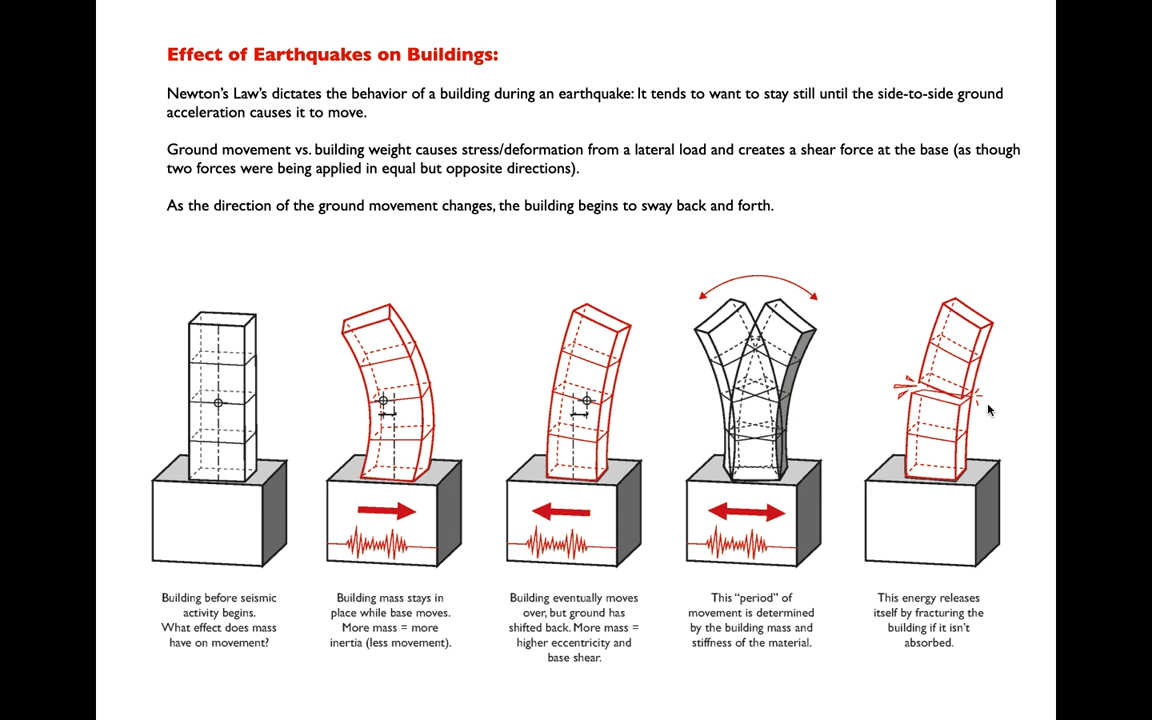 Effect of Earthquakes on Buildings:
Newton's Law's dictates the behavior of a building during an earthquake: It tends to want to stay still until the side-to-side ground
acceleration causes it to move.
Ground movement vs. building weight causes stress/deformation from a lateral load and creates a shear force at the base (as though
two forces were being applied in equal but opposite directions).
As the direction of the ground movement changes, the building begins to sway back and forth.
Building before seismic
activity begins.
What effect does mass
have on movement?
Building mass stays in
place while base moves.
More mass = more
inertia (less movement).
Building eventually moves
over, but ground has
shifted back. More mass =
higher eccentricity and
base shear.
This "period" of
movement is determined
by the building mass and
stiffness of the material.
This energy releases
itself by fracturing the
building if it isn't
absorbed.